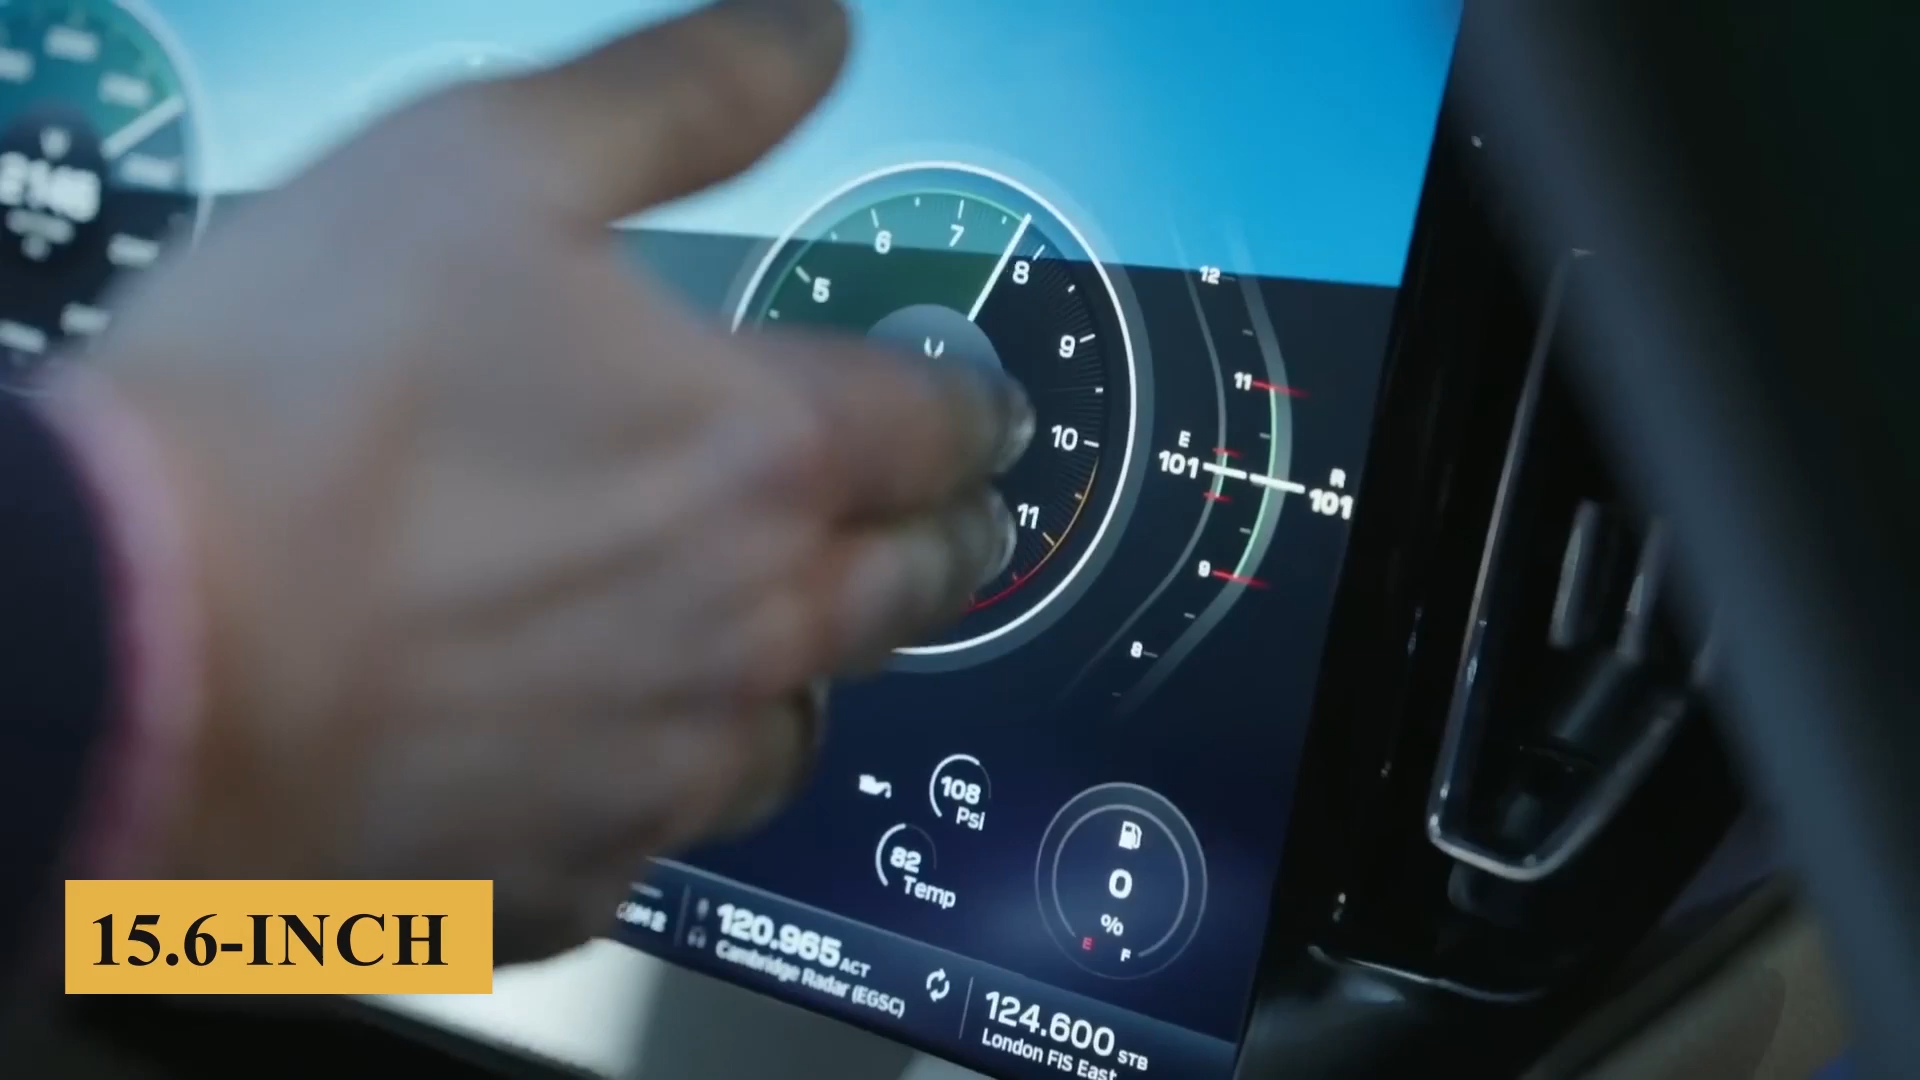 2146
5
6
7
8
9
10
11
12
11
E
101
R
101
9
8
108
Psi
82
Temp
0
%
E
F
120.965 ACT
Cambridge Radar (EGSC)
124.600 STB
London FIS East
15.6-INCH